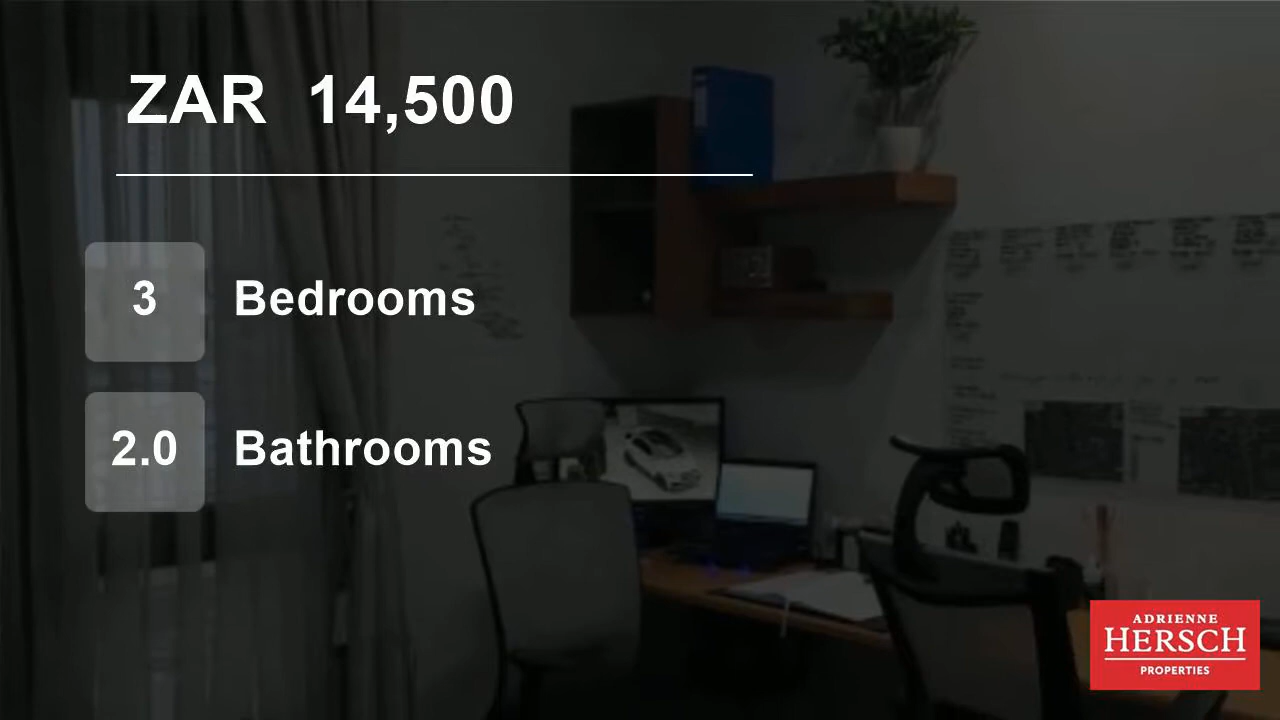 ZAR 14,500
3 Bedrooms
2.0 Bathrooms
ADRIENNE
HERSCH
PROPERTIES